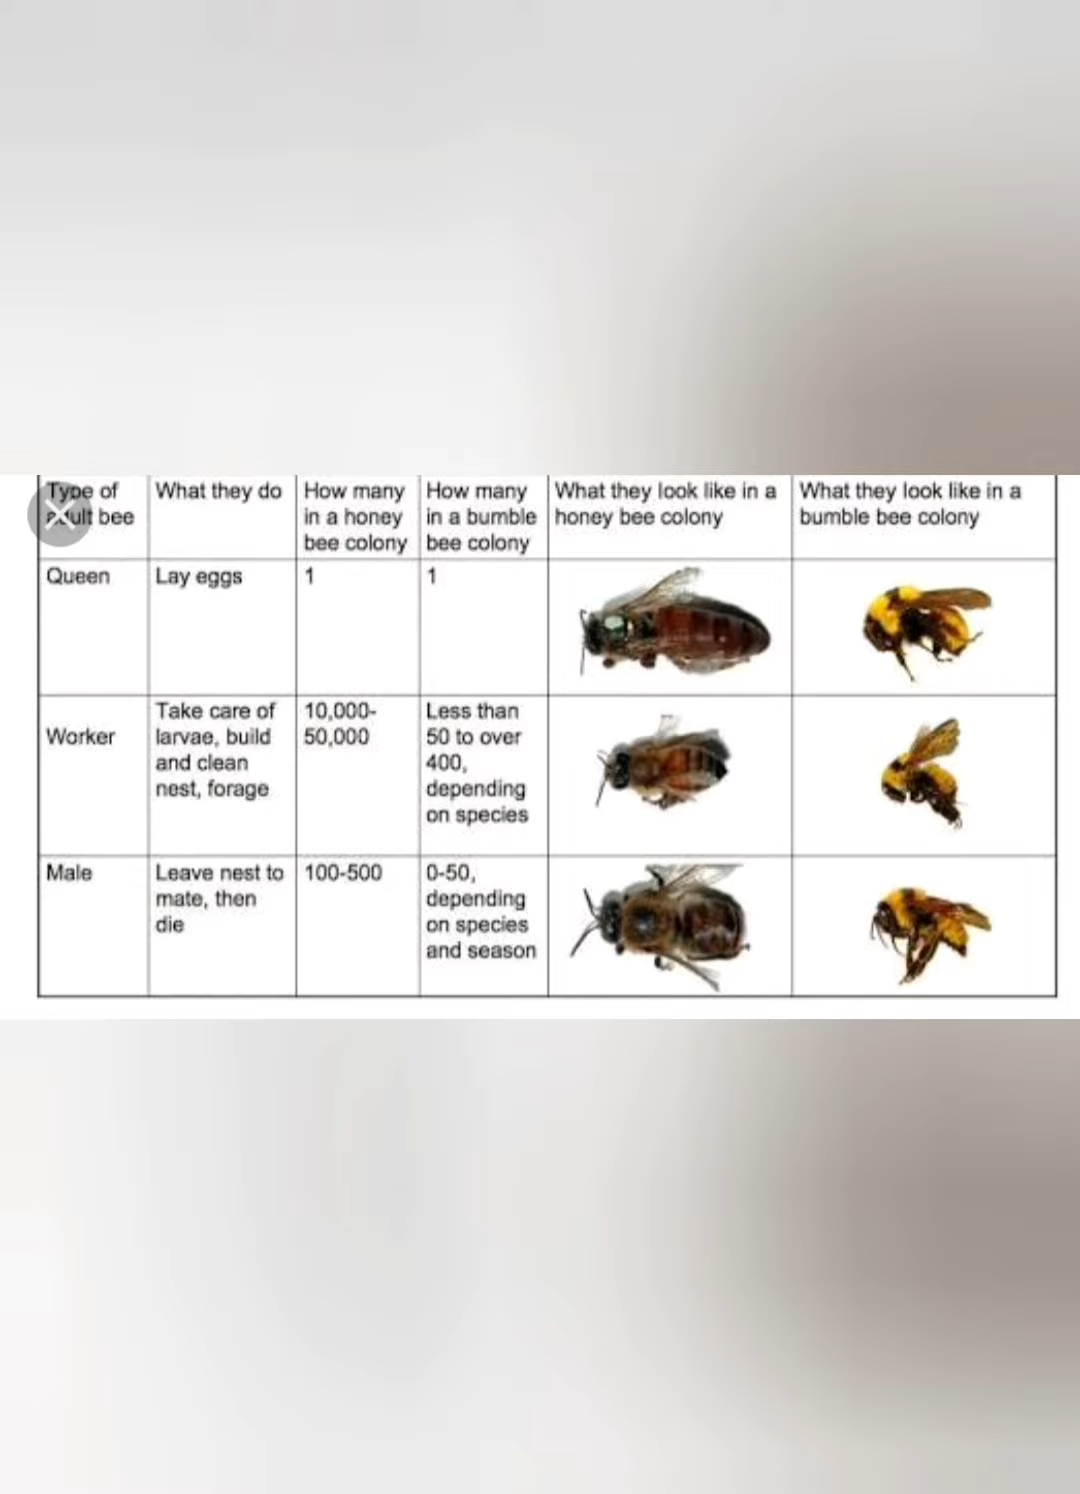 Type of
adult bee
What they do
How many
in a honey
bee colony
How many
in a bumble
bee colony
What they look like in a
honey bee colony
What they look like in a
bumble bee colony
Queen
Lay eggs
1
1
Worker
Take care of
larvae, build
and clean
nest, forage
10,000-
50,000
Less than
50 to over
400,
depending
on species
Male
Leave nest to
mate, then
die
100-500
0-50,
depending
on species
and season